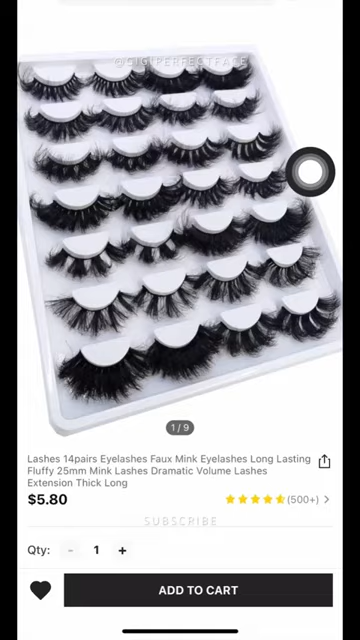 @GIGIPERFECTFACE
1 / 9
Lashes 14pairs Eyelashes Faux Mink Eyelashes Long Lasting
Fluffy 25mm Mink Lashes Dramatic Volume Lashes
Extension Thick Long
$5.80
(500+)
SUBSCRIBE
Qty: - 1 +
ADD TO CART